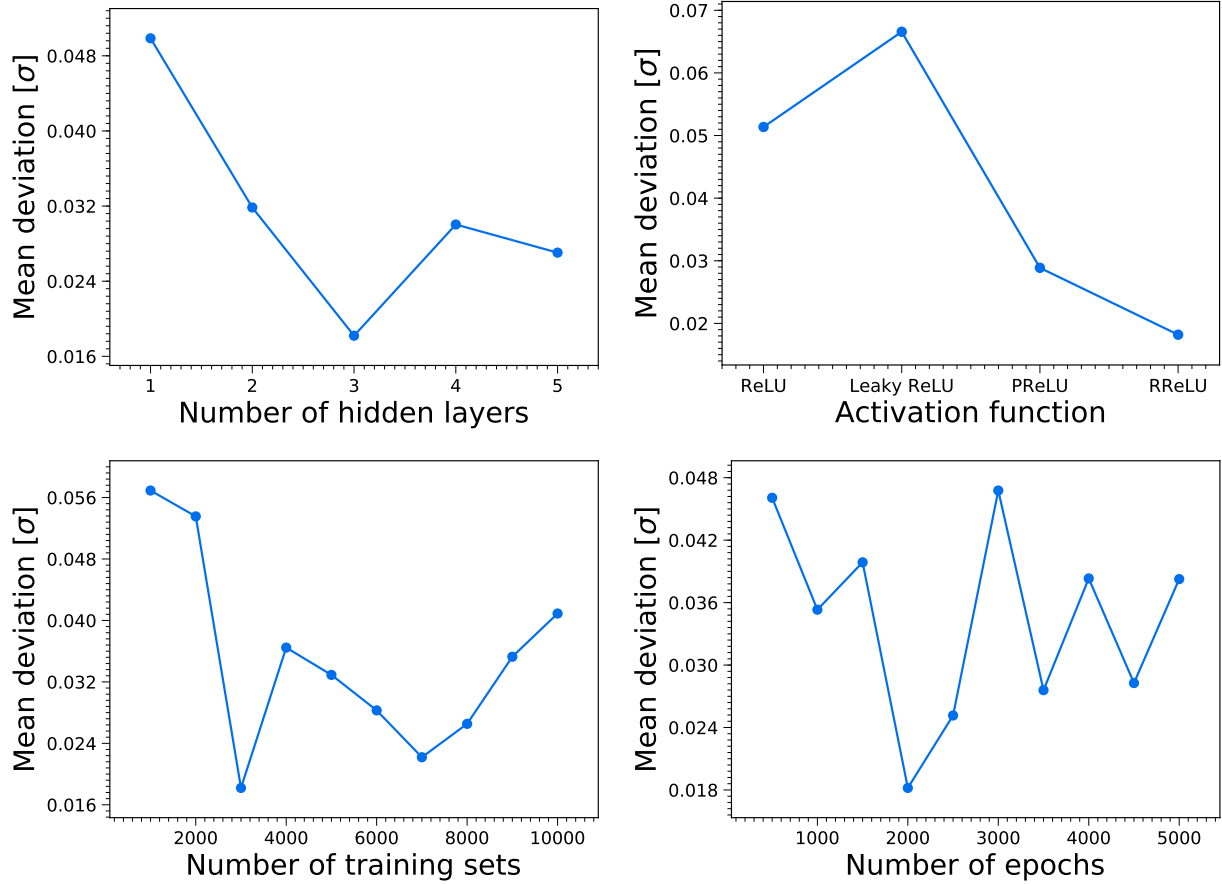 Mean deviation [σ]
0.048
0.040
0.032
0.024
0.016
1 2 3 4 5
Number of hidden layers
Mean deviation [σ]
0.07
0.06
0.05
0.04
0.03
0.02
ReLU Leaky ReLU PReLU RReLU
Activation function
Mean deviation [σ]
0.056
0.048
0.040
0.032
0.024
0.016
2000 4000 6000 8000 10000
Number of training sets
Mean deviation [σ]
0.048
0.042
0.036
0.030
0.024
0.018
1000 2000 3000 4000 5000
Number of epochs